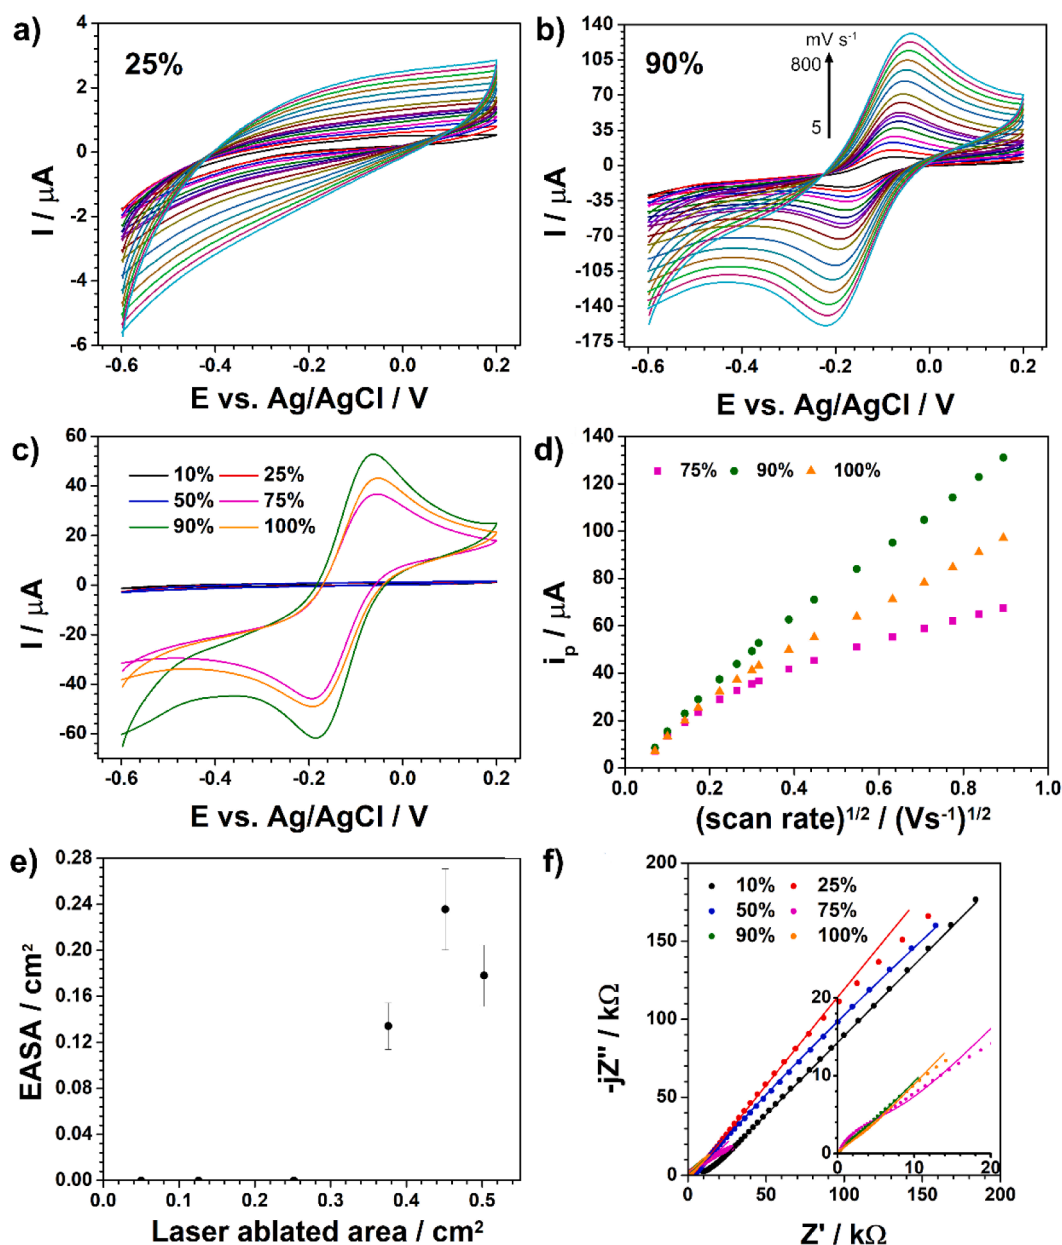 a)
25%
4
2
0
-2
-4
-6
I / μA
-0.6 -0.4 -0.2 0.0 0.2
E vs. Ag/AgCl / V
b)
90%
mV s⁻¹
800
5
140
105
70
35
0
-35
-70
-105
-140
-175
I / μA
-0.6 -0.4 -0.2 0.0 0.2
E vs. Ag/AgCl / V
c)
10% 25%
50% 75%
90% 100%
60
40
20
0
-20
-40
-60
I / μA
-0.6 -0.4 -0.2 0.0 0.2
E vs. Ag/AgCl / V
d)
75% 90% 100%
140
120
100
80
60
40
20
0
iₚ / μA
0.0 0.2 0.4 0.6 0.8 1.0
(scan rate)¹ᐟ² / (Vs⁻¹)¹ᐟ²
e)
0.28
0.24
0.20
0.16
0.12
0.08
0.04
0.00
EASA / cm²
0.0 0.1 0.2 0.3 0.4 0.5
Laser ablated area / cm²
f)
10% 25%
50% 75%
90% 100%
200
150
100
50
0
-jZ'' / kΩ
20
10
0
0 10 20
0 50 100 150 200
Z' / kΩ